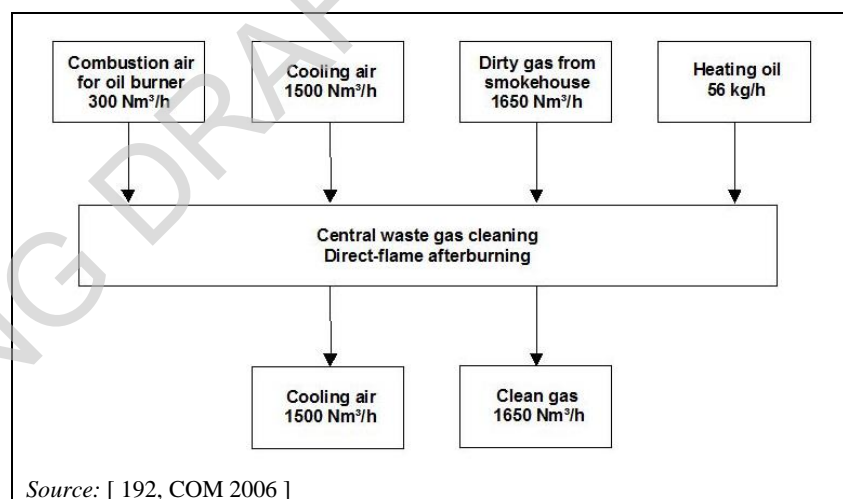 Combustion air
for oil burner
300 Nm³/h
Cooling air
1500 Nm³/h
Dirty gas from
smokehouse
1650 Nm³/h
Heating oil
56 kg/h
Central waste gas cleaning
Direct-flame afterburning
Cooling air
1500 Nm³/h
Clean gas
1650 Nm³/h
Source: [ 192, COM 2006 ]
NG DRAF